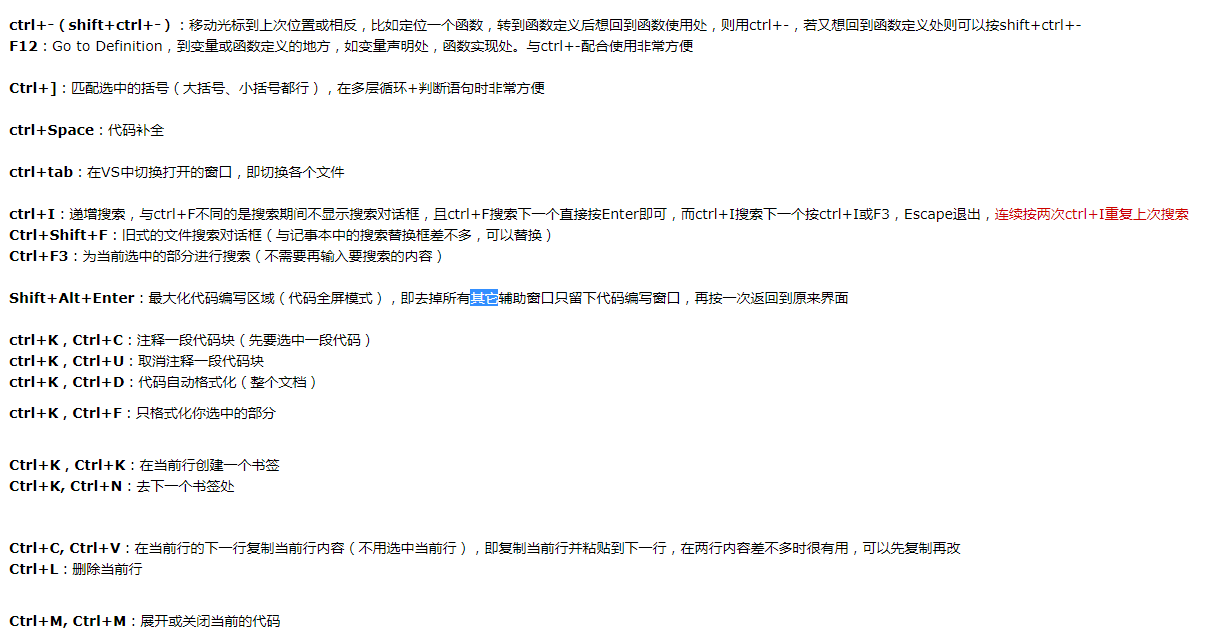 ctrl+-（shift+ctrl+-）：移动光标到上次位置或相反，比如定位一个函数，转到函数定义后想回到函数使用处，则用ctrl+-，若又想回到函数定义处则可以按shift+ctrl+-
F12：Go to Definition，到变量或函数定义的地方，如变量声明处，函数实现处。与ctrl+-配合使用非常方便
Ctrl+]：匹配选中的括号（大括号、小括号都行），在多层循环+判断语句时非常方便
ctrl+Space：代码补全
ctrl+tab：在VS中切换打开的窗口，即切换各个文件
ctrl+I：递增搜索，与ctrl+F不同的是搜索期间不显示搜索对话框，且ctrl+F搜索下一个直接按Enter即可，而ctrl+I搜索下一个按ctrl+I或F3，Escape退出，连续按两次ctrl+I重复上次搜索
Ctrl+Shift+F：旧式的文件搜索对话框（与记事本中的搜索替换框差不多，可以替换）
Ctrl+F3：为当前选中的部分进行搜索（不需要再输入要搜索的内容）
Shift+Alt+Enter：最大化代码编写区域（代码全屏模式），即去掉所有其它辅助窗口只留下代码编写窗口，再按一次返回到原来界面
ctrl+K，Ctrl+C：注释一段代码块（先要选中一段代码）
ctrl+K，Ctrl+U：取消注释一段代码块
ctrl+K，Ctrl+D：代码自动格式化（整个文档）
ctrl+K，Ctrl+F：只格式化你选中的部分
Ctrl+K，Ctrl+K：在当前行创建一个书签
Ctrl+K, Ctrl+N：去下一个书签处
Ctrl+C, Ctrl+V：在当前行的下一行复制当前行内容（不用选中当前行），即复制当前行并粘贴到下一行，在两行内容差不多时很有用，可以先复制再改
Ctrl+L：删除当前行
Ctrl+M, Ctrl+M：展开或关闭当前的代码